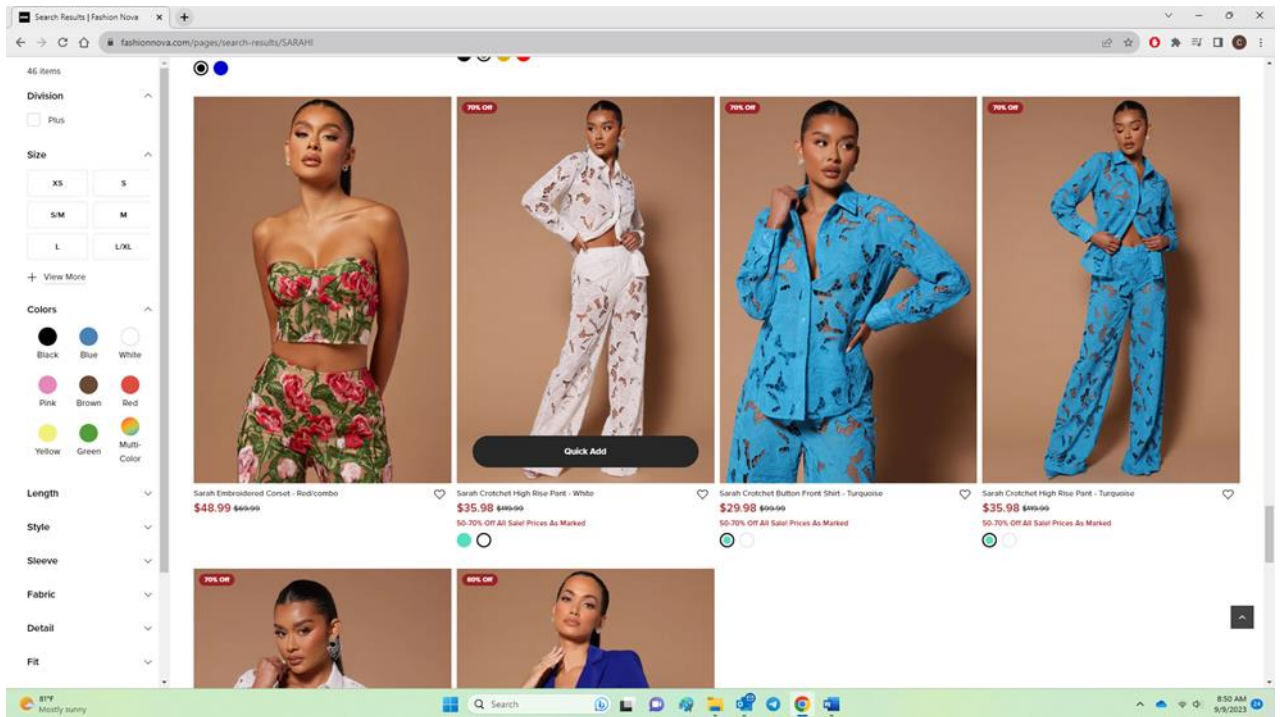 Search Results | Fashion Nova
fashionnova.com/pages/search-results/SARAHI
46 items
Division
Plus
Size
XS S
S/M M
L L/XL
+ View More
Colors
Black Blue White
Pink Brown Red
Yellow Green Multi-
Color
Length
Style
Sleeve
Fabric
Detail
Fit
70% Off
70% Off
70% Off
Quick Add
Sarah Embroidered Corset - Red/combo
$48.99 $69.99
Sarah Crotchet High Rise Pant - White
$35.98 $119.99
50-70% Off All Sale! Prices As Marked
Sarah Crotchet Button Front Shirt - Turquoise
$29.98 $99.99
50-70% Off All Sale! Prices As Marked
Sarah Crotchet High Rise Pant - Turquoise
$35.98 $119.99
50-70% Off All Sale! Prices As Marked
70% Off
60% Off
81°F
Mostly sunny
Search
8:50 AM
9/9/2023